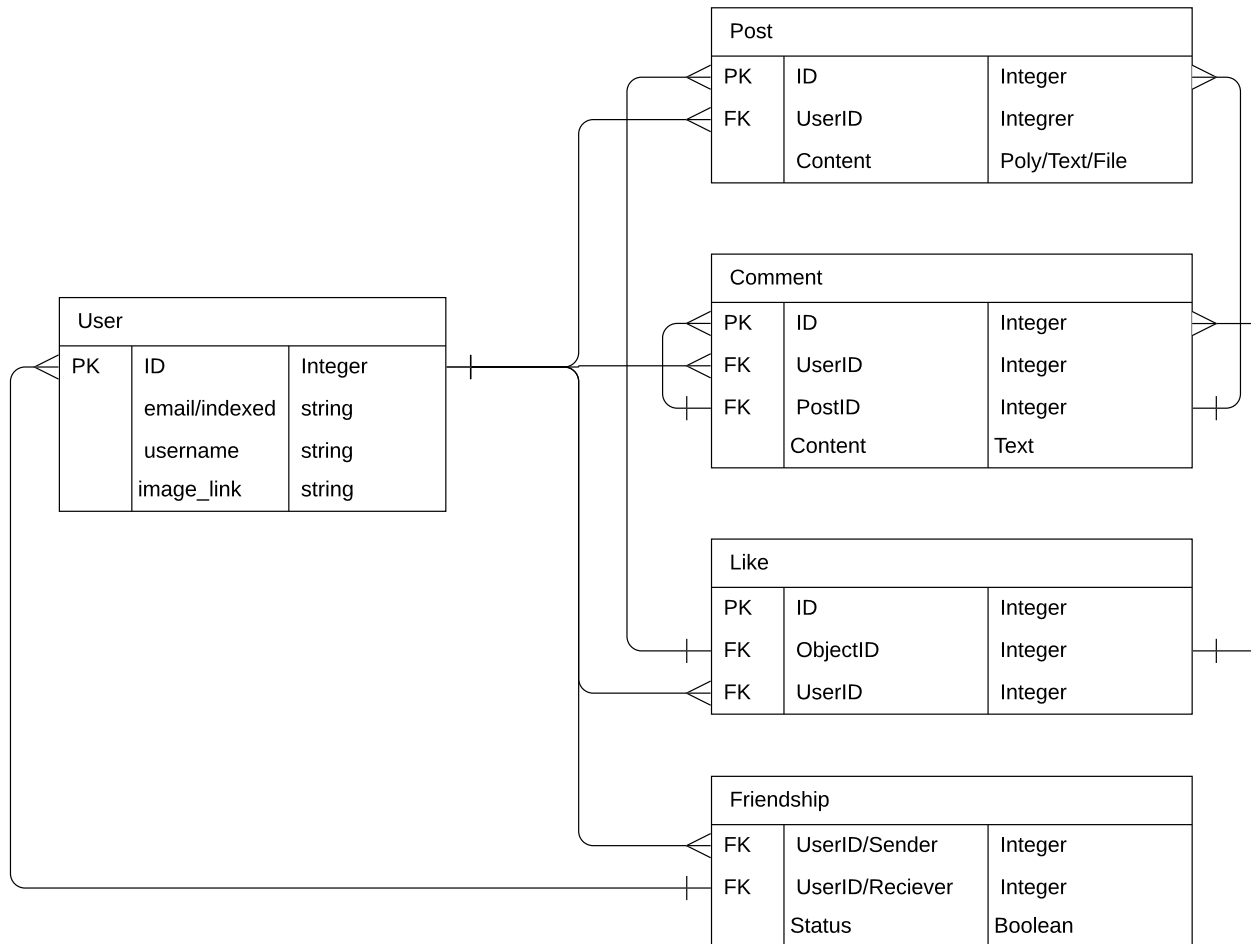 Post
PK ID Integer
FK UserID Integrer
Content Poly/Text/File
Comment
PK ID Integer
FK UserID Integer
FK PostID Integer
Content Text
User
PK ID Integer
email/indexed string
username string
image_link string
Like
PK ID Integer
FK ObjectID Integer
FK UserID Integer
Friendship
FK UserID/Sender Integer
FK UserID/Reciever Integer
Status Boolean